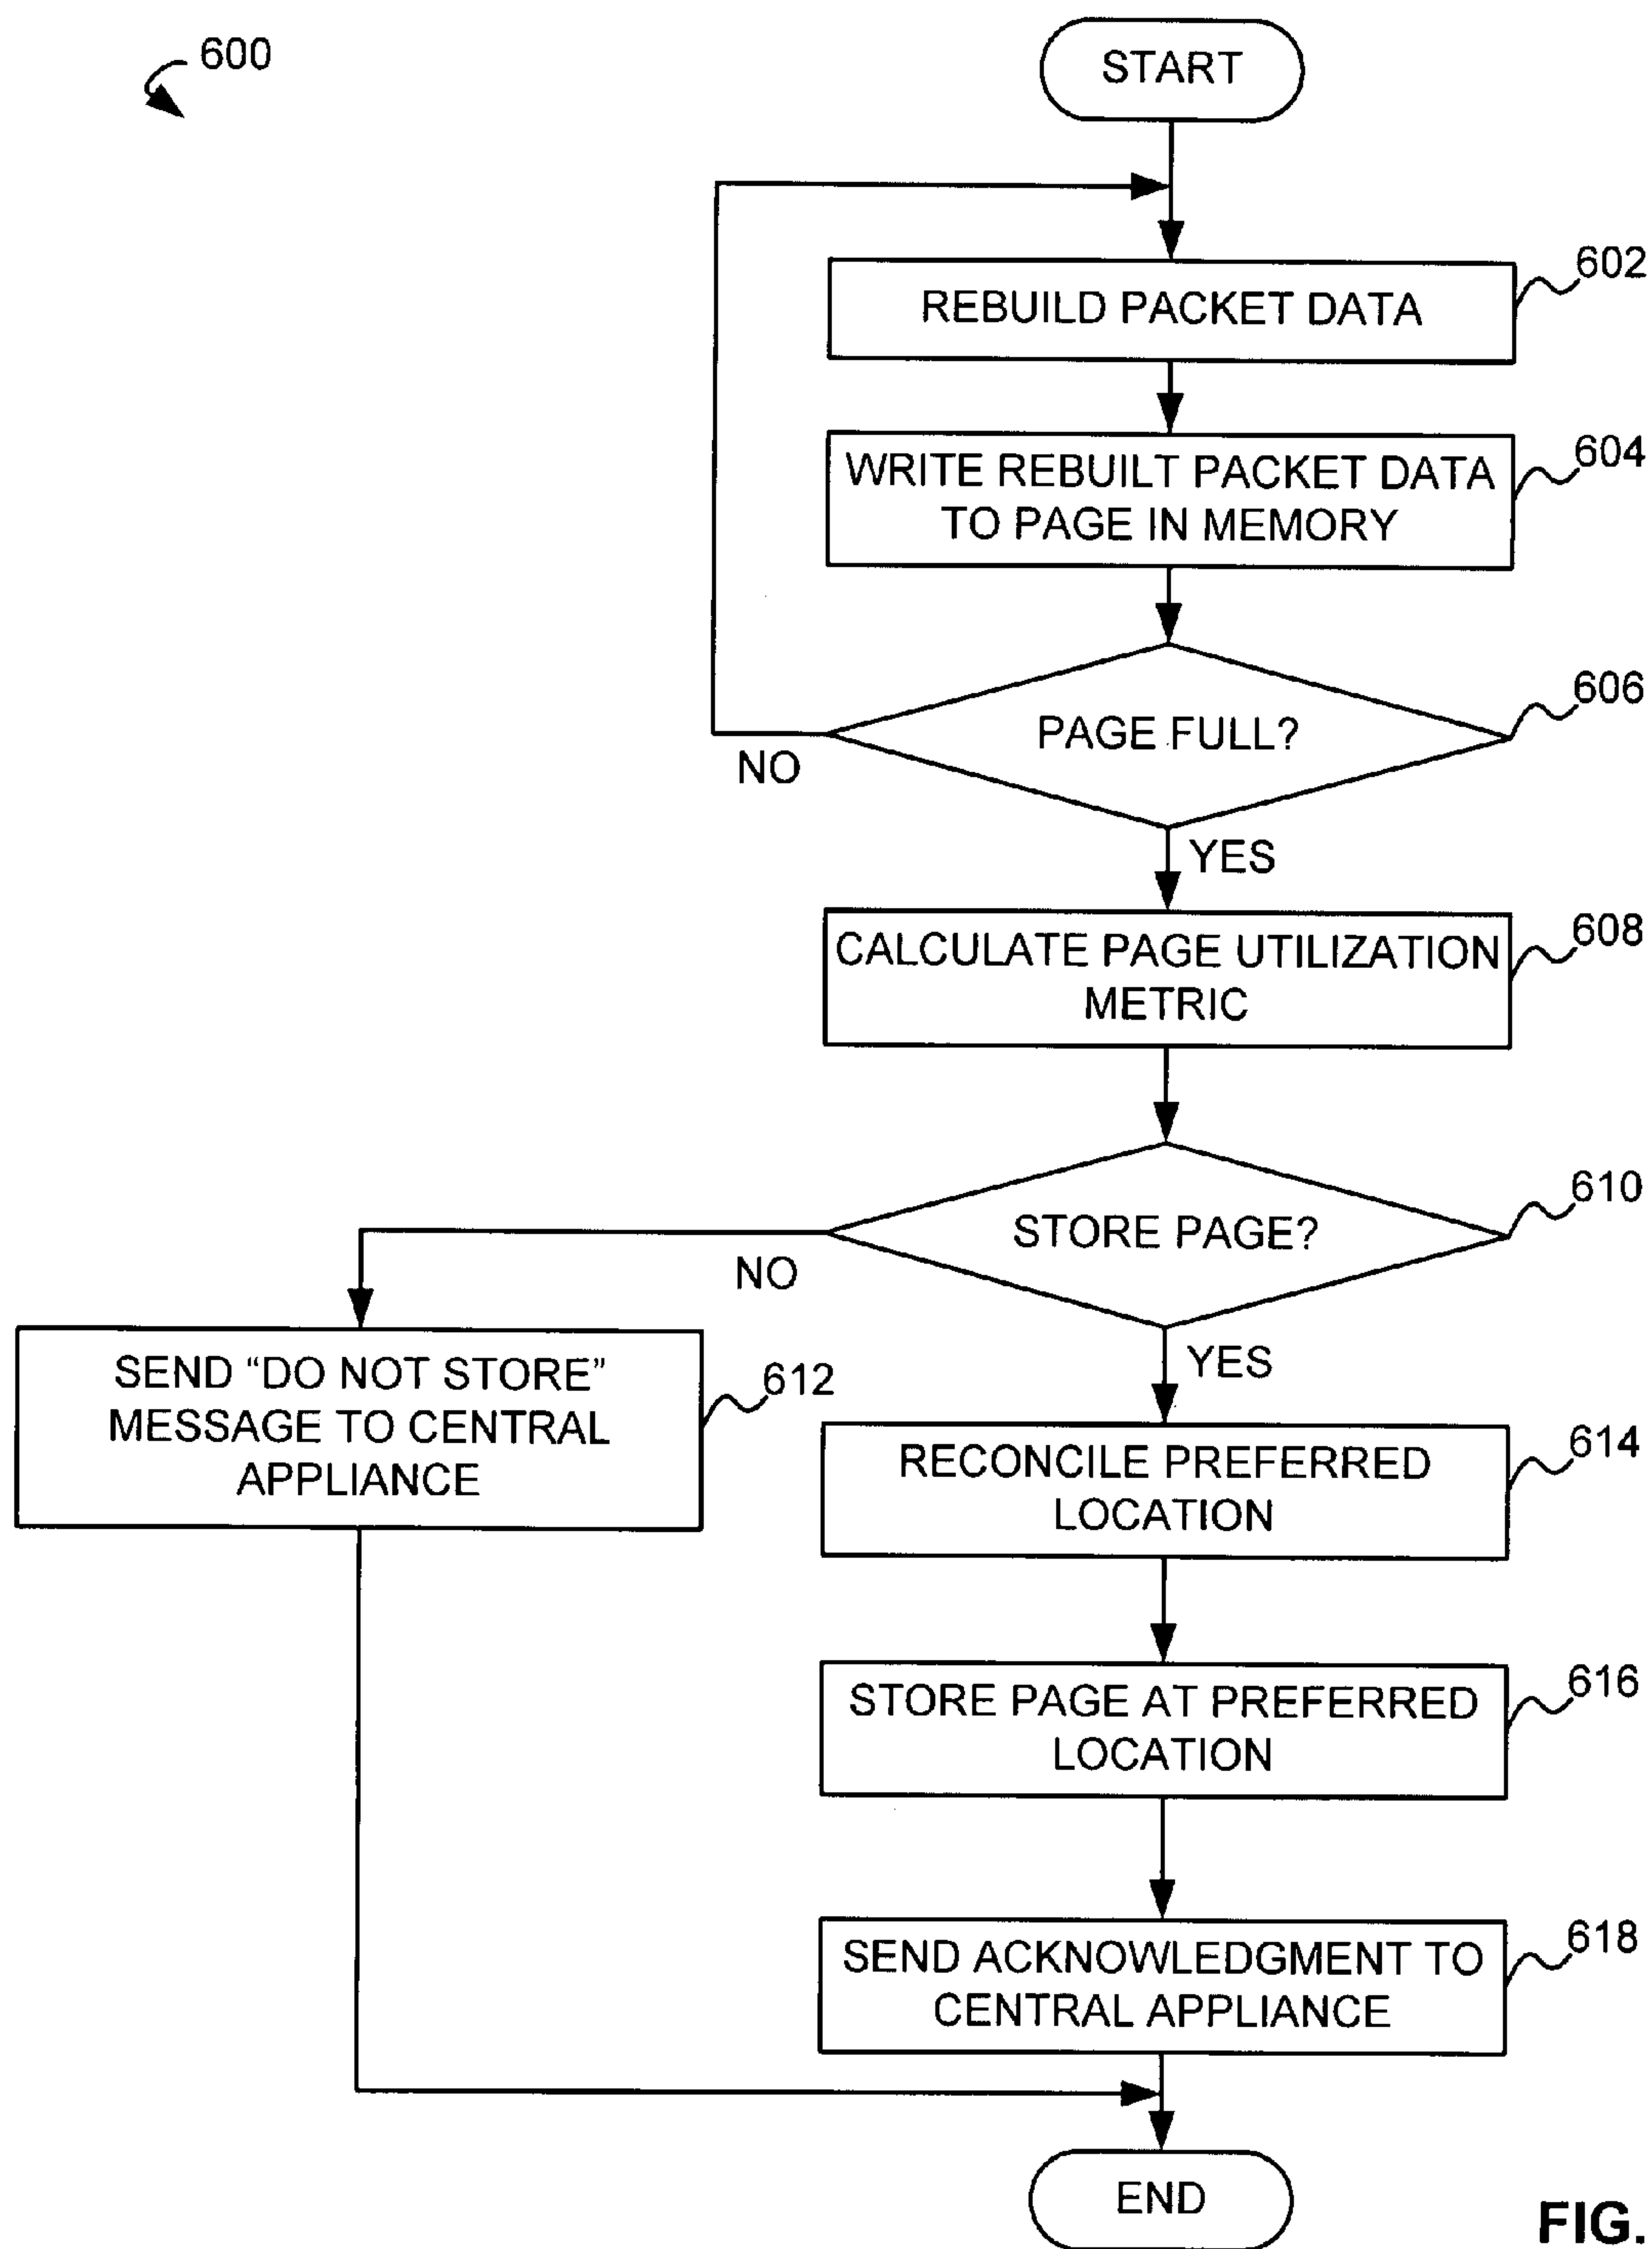 600
START
602
REBUILD PACKET DATA
604
WRITE REBUILT PACKET DATA
TO PAGE IN MEMORY
606
PAGE FULL?
NO
YES
608
CALCULATE PAGE UTILIZATION
METRIC
610
STORE PAGE?
NO
YES
SEND “DO NOT STORE”
MESSAGE TO CENTRAL
APPLIANCE
612
614
RECONCILE PREFERRED
LOCATION
616
STORE PAGE AT PREFERRED
LOCATION
618
SEND ACKNOWLEDGMENT TO
CENTRAL APPLIANCE
END
FIG.